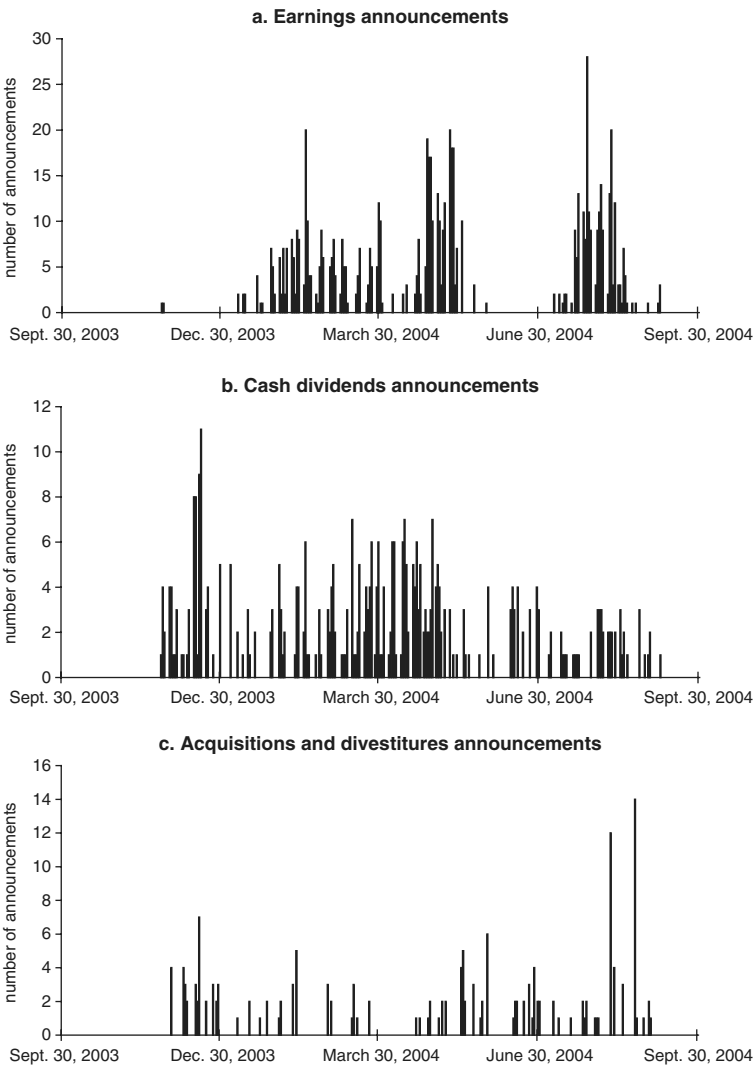 a. Earnings announcements
number of announcements
30
25
20
15
10
5
0
Sept. 30, 2003 Dec. 30, 2003 March 30, 2004 June 30, 2004 Sept. 30, 2004
b. Cash dividends announcements
number of announcements
12
10
8
6
4
2
0
Sept. 30, 2003 Dec. 30, 2003 March 30, 2004 June 30, 2004 Sept. 30, 2004
c. Acquisitions and divestitures announcements
number of announcements
16
14
12
10
8
6
4
2
0
Sept. 30, 2003 Dec. 30, 2003 March 30, 2004 June 30, 2004 Sept. 30, 2004